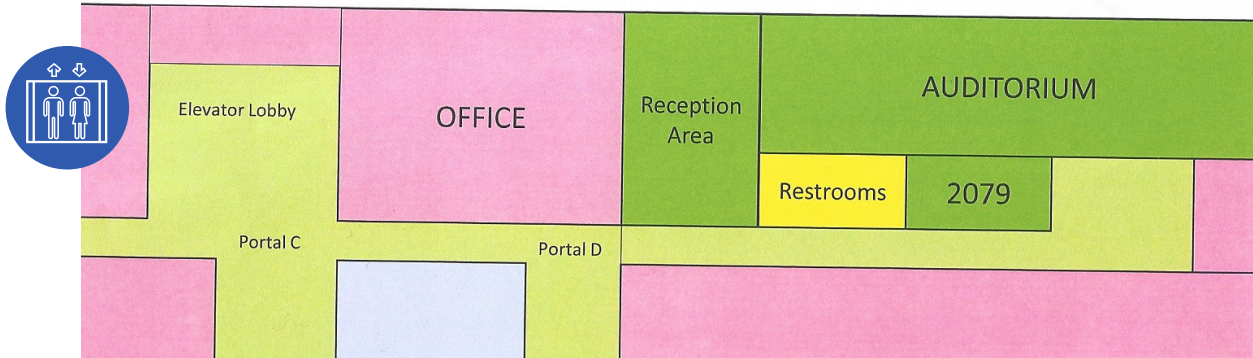 Elevator Lobby
OFFICE
Reception
Area
AUDITORIUM
Restrooms
2079
Portal C
Portal D